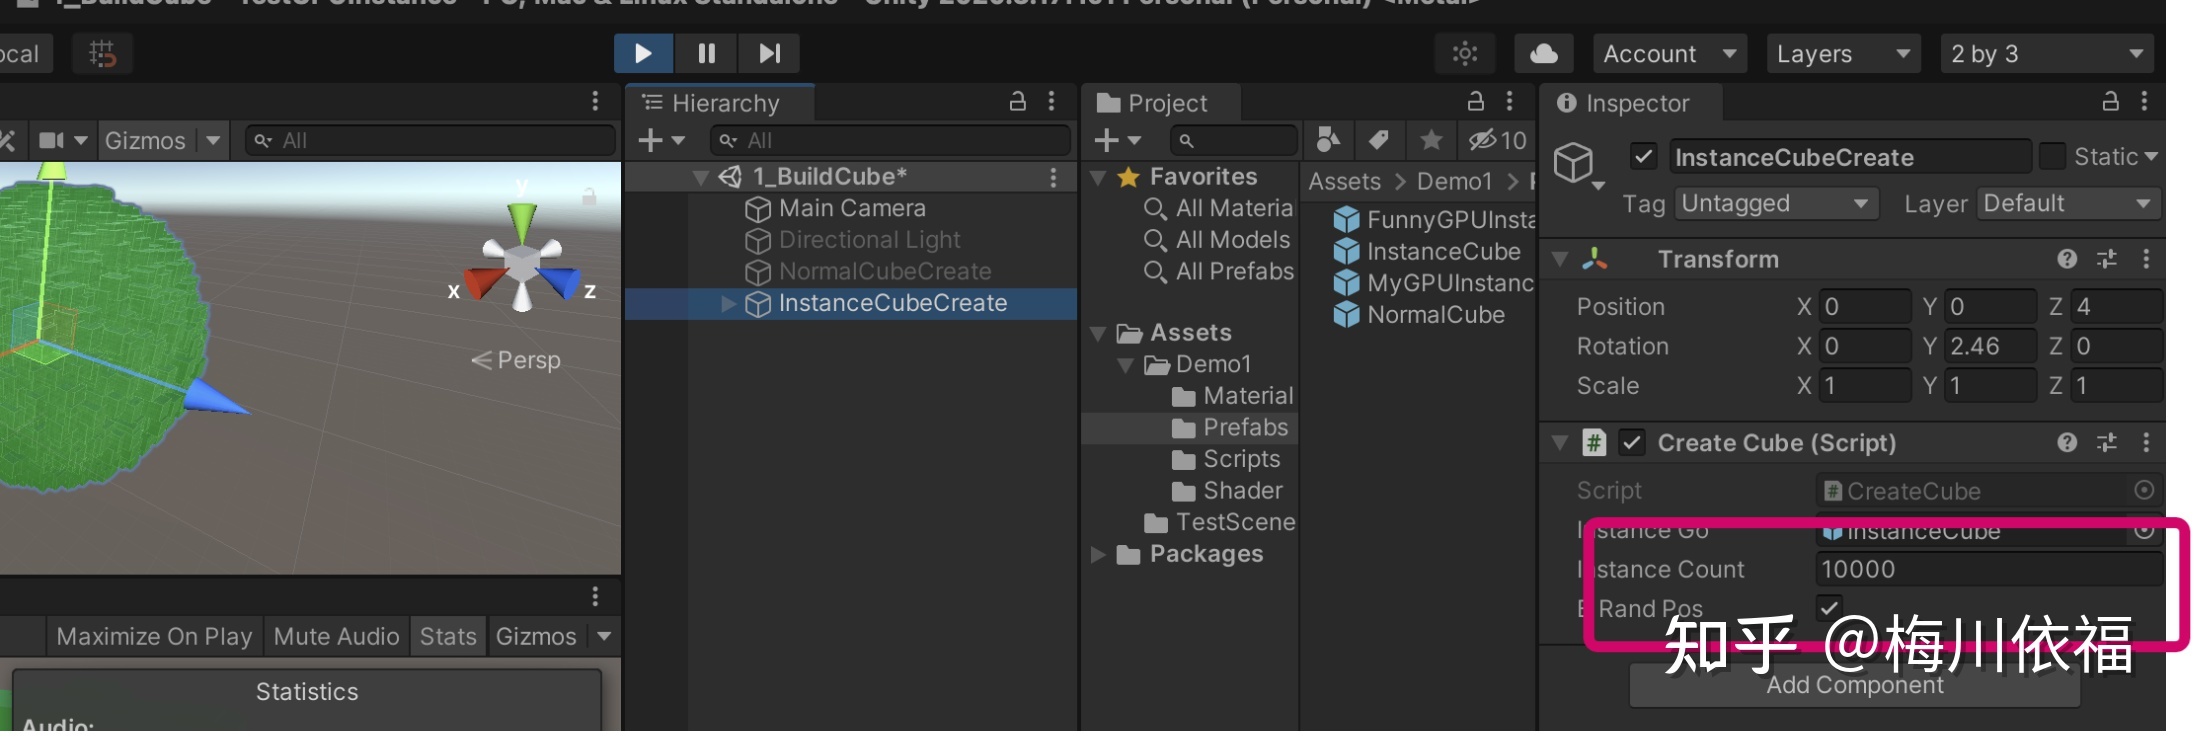 Local
Account
Layers
2 by 3
Gizmos
All
Hierarchy
All
1_BuildCube*
Main Camera
Directional Light
NormalCubeCreate
InstanceCubeCreate
y
x
z
Persp
Maximize On Play
Mute Audio
Stats
Gizmos
Statistics
Audio:
Project
10
Favorites
All Materia
All Models
All Prefabs
Assets
Demo1
Material
Prefabs
Scripts
Shader
TestScene
Packages
Assets > Demo1 >
FunnyGPUInsta
InstanceCube
MyGPUInstanc
NormalCube
Inspector
InstanceCubeCreate
Static
Tag Untagged Layer Default
Transform
Position X 0 Y 0 Z 4
Rotation X 0 Y 2.46 Z 0
Scale X 1 Y 1 Z 1
# Create Cube (Script)
Script # CreateCube
Instance Go InstanceCube
Instance Count 10000
Rand Pos
知乎 @梅川依福
Add Component